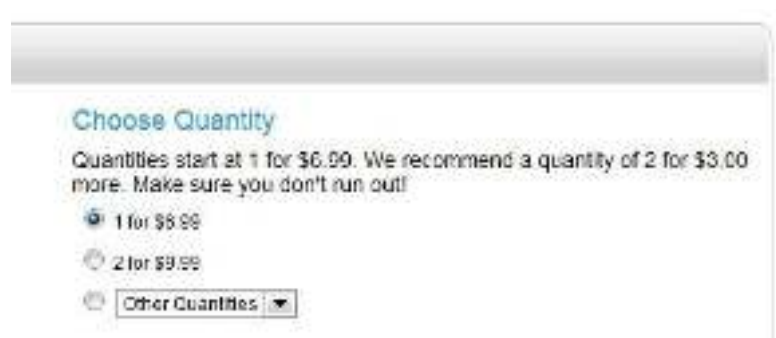 Choose Quantity
Quantities start at 1 for $6.99. We recommend a quantity of 2 for $3.00
more. Make sure you don't run out!
1 for $6.99
2 for $9.99
Other Quantities